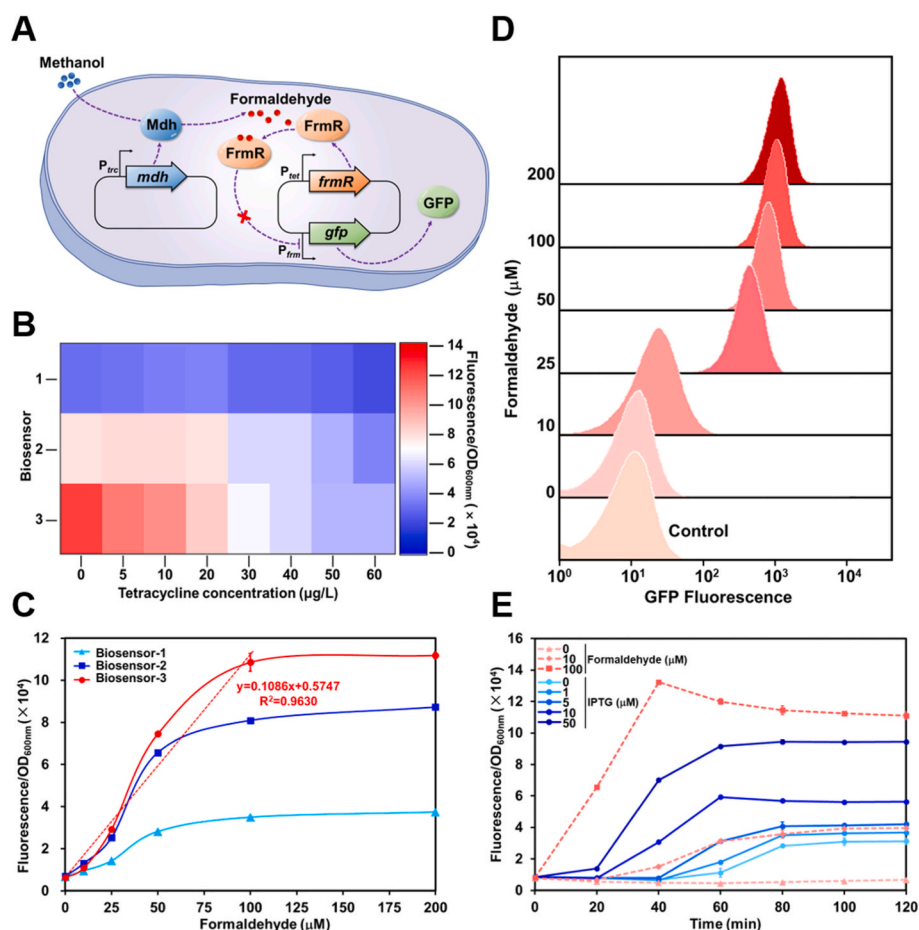 A
Methanol
Formaldehyde
Mdh
FrmR
FrmR
Ptrc
mdh
Ptet
frmR
GFP
gfp
Pfrm
B
Biosensor
1
2
3
0 5 10 20 30 40 50 60
Tetracycline concentration (μg/L)
14
12
10
8
6
4
2
0
Fluorescence/OD600nm (×10⁴)
C
Fluorescence/OD600nm (×10⁴)
12
10
8
6
4
2
0
Biosensor-1
Biosensor-2
Biosensor-3
y=0.1086x+0.5747
R²=0.9630
0 25 50 75 100 125 150 175 200
Formaldehyde (μM)
D
Formaldehyde (μM)
200
100
50
25
10
0
Control
10⁰ 10¹ 10² 10³ 10⁴
GFP Fluorescence
E
Fluorescence/OD600nm (×10⁴)
16
14
12
10
8
6
4
2
0
0
10
100
Formaldehyde (μM)
0
1
5
10
50
IPTG (μM)
0 20 40 60 80 100 120
Time (min)